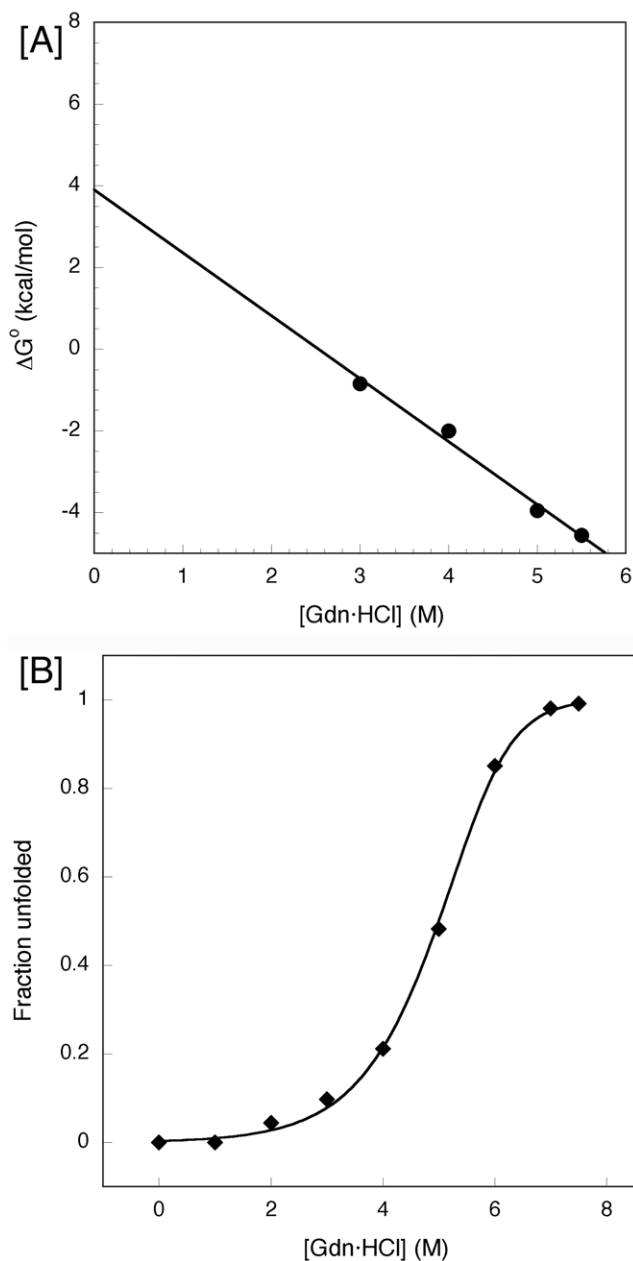 [A]
8
6
4
2
0
-2
-4
ΔG° (kcal/mol)
0 1 2 3 4 5 6
[Gdn·HCl] (M)
[B]
1
0.8
0.6
0.4
0.2
0
Fraction unfolded
0 2 4 6 8
[Gdn·HCl] (M)